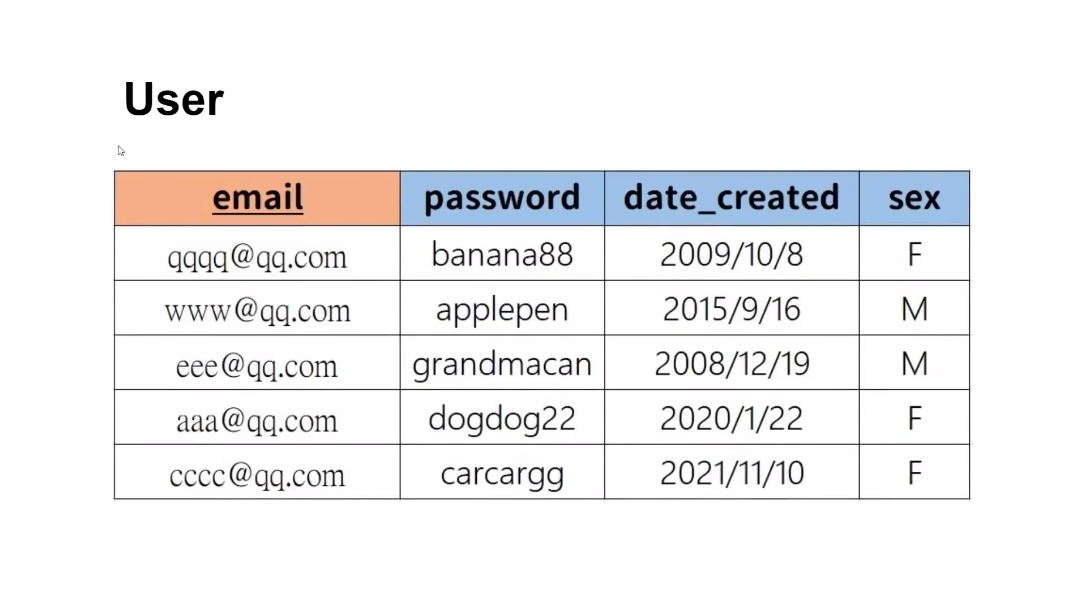 User
email password date_created sex
qqqq@qq.com banana88 2009/10/8 F
www@qq.com applepen 2015/9/16 M
eee@qq.com grandmacan 2008/12/19 M
aaa@qq.com dogdog22 2020/1/22 F
cccc@qq.com carcargg 2021/11/10 F